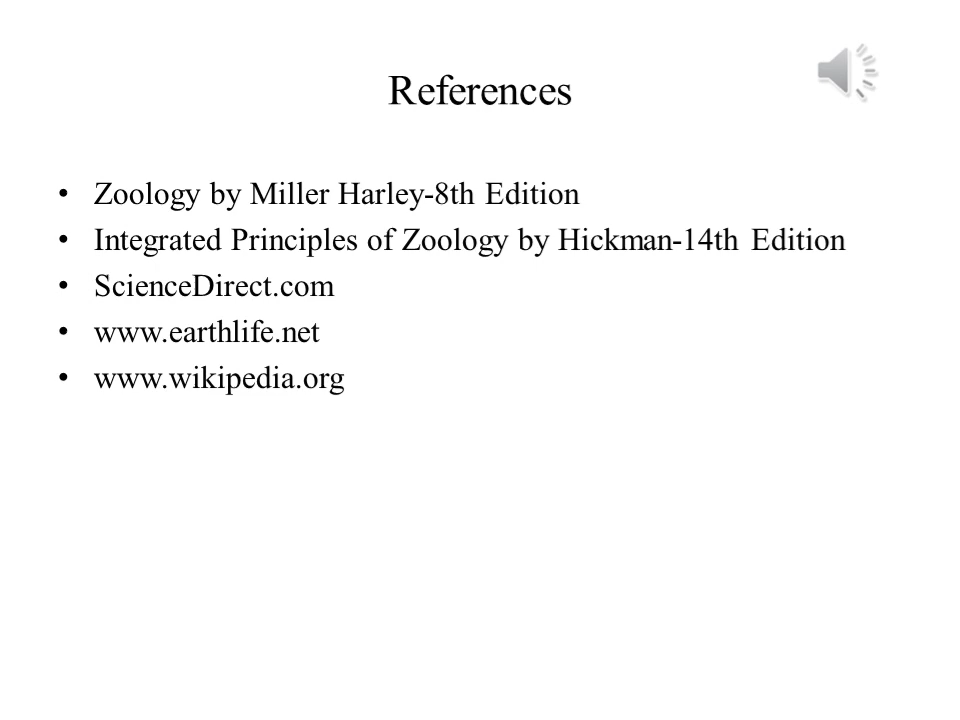 References
• Zoology by Miller Harley-8th Edition
• Integrated Principles of Zoology by Hickman-14th Edition
• ScienceDirect.com
• www.earthlife.net
• www.wikipedia.org